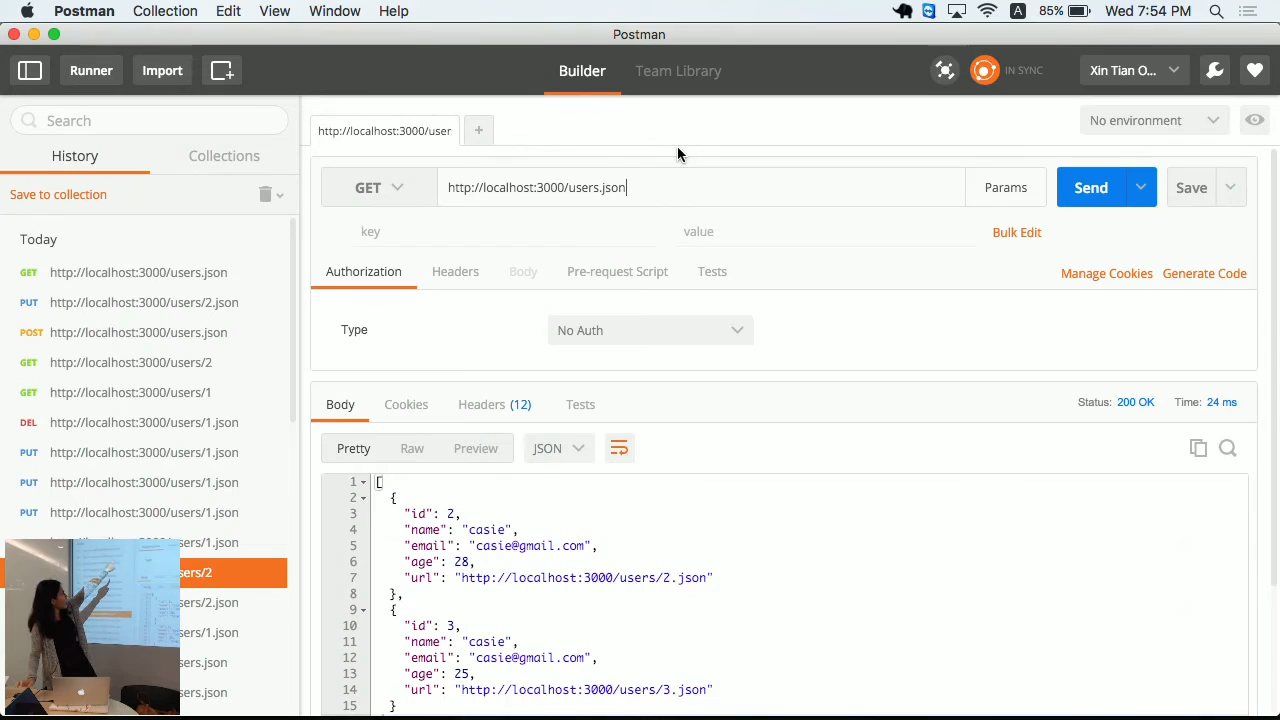 Postman Collection Edit View Window Help 85% Wed 7:54 PM
Postman
Runner Import Builder Team Library IN SYNC Xin Tian O...
Search
http://localhost:3000/user + No environment
History Collections
Save to collection
GET http://localhost:3000/users.json Params Send Save
key value Bulk Edit
Authorization Headers Body Pre-request Script Tests Manage Cookies Generate Code
Type No Auth
Today
GET http://localhost:3000/users.json
PUT http://localhost:3000/users/2.json
POST http://localhost:3000/users.json
GET http://localhost:3000/users/2
GET http://localhost:3000/users/1
DEL http://localhost:3000/users/1.json
PUT http://localhost:3000/users/1.json
PUT http://localhost:3000/users/1.json
PUT http://localhost:3000/users/1.json
http://localhost:3000/users/1.json
sers/2
sers/2.json
sers/1.json
sers.json
sers.json
Body Cookies Headers (12) Tests Status: 200 OK Time: 24 ms
Pretty Raw Preview JSON
1 [
2 {
3 "id": 2,
4 "name": "casie",
5 "email": "casie@gmail.com",
6 "age": 28,
7 "url": "http://localhost:3000/users/2.json"
8 },
9 {
10 "id": 3,
11 "name": "casie",
12 "email": "casie@gmail.com",
13 "age": 25,
14 "url": "http://localhost:3000/users/3.json"
15 }